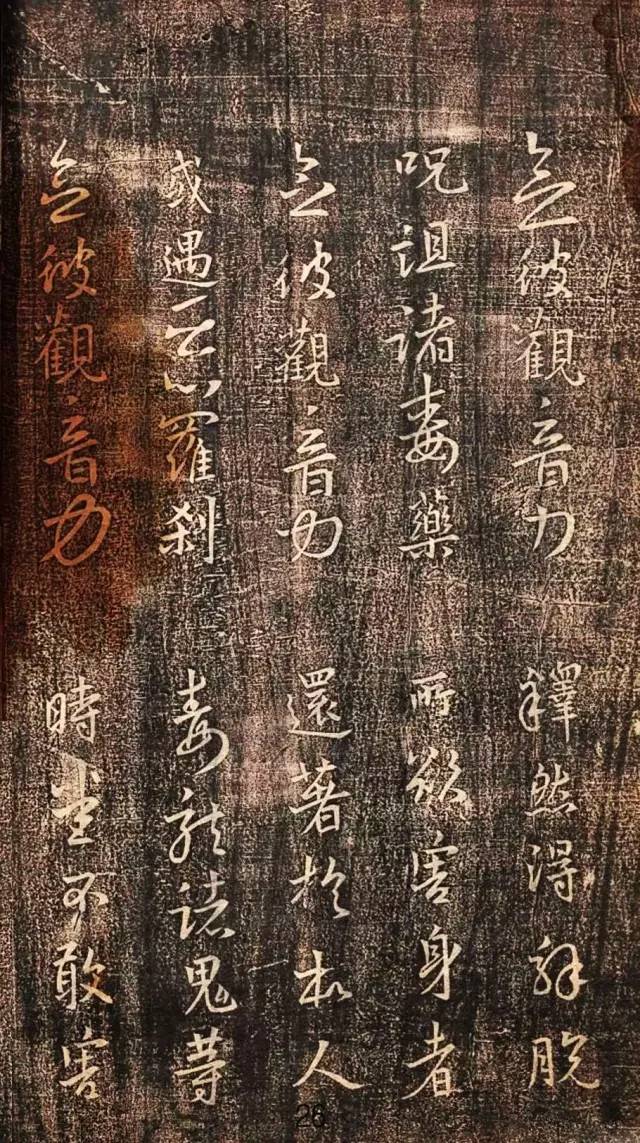 念彼觀音力 釋然得解脫
呪詛諸毒藥 所欲害身者
念彼觀音力 還著於本人
或遇惡羅剎 毒龍諸鬼等
念彼觀音力 時悉不敢害
26